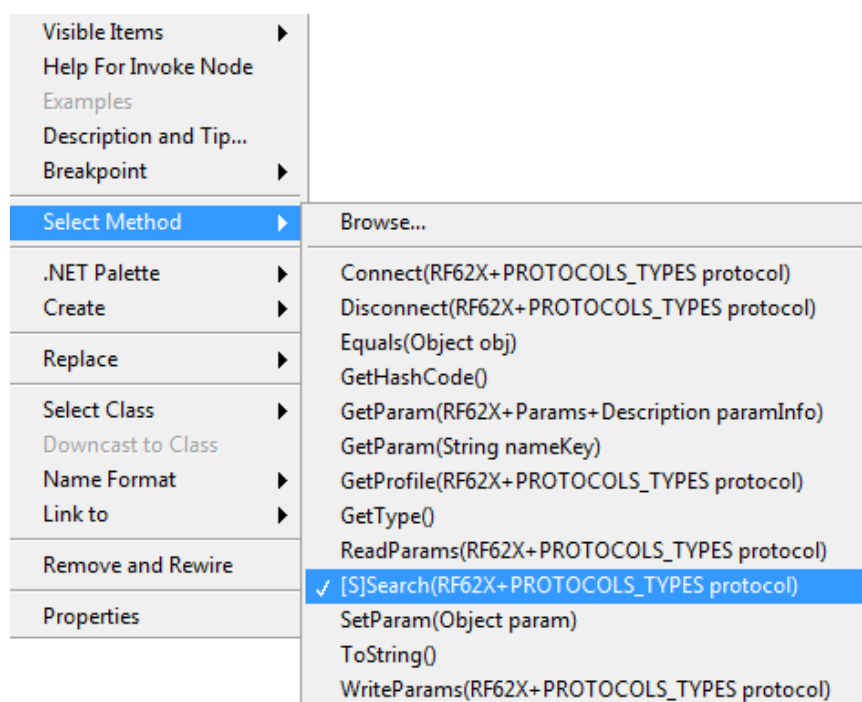 Visible Items
Help For Invoke Node
Examples
Description and Tip...
Breakpoint
Select Method
.NET Palette
Create
Replace
Select Class
Downcast to Class
Name Format
Link to
Remove and Rewire
Properties
Browse...
Connect(RF62X+PROTOCOLS_TYPES protocol)
Disconnect(RF62X+PROTOCOLS_TYPES protocol)
Equals(Object obj)
GetHashCode()
GetParam(RF62X+Params+Description paramInfo)
GetParam(String nameKey)
GetProfile(RF62X+PROTOCOLS_TYPES protocol)
GetType()
ReadParams(RF62X+PROTOCOLS_TYPES protocol)
[S]Search(RF62X+PROTOCOLS_TYPES protocol)
SetParam(Object param)
ToString()
WriteParams(RF62X+PROTOCOLS_TYPES protocol)